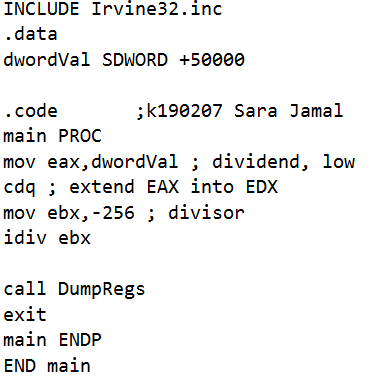 INCLUDE Irvine32.inc
.data
dwordVal SDWORD +50000
.code ;k190207 Sara Jamal
main PROC
mov eax,dwordVal ; dividend, low
cdq ; extend EAX into EDX
mov ebx,-256 ; divisor
idiv ebx
call DumpRegs
exit
main ENDP
END main